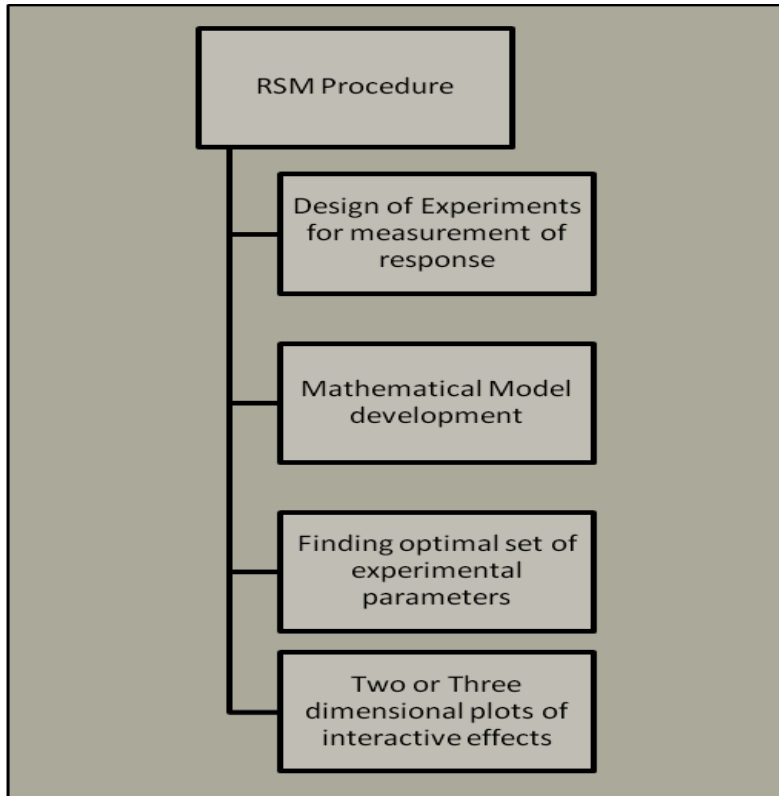 RSM Procedure
Design of Experiments
for measurement of
response
Mathematical Model
development
Finding optimal set of
experimental
parameters
Two or Three
dimensional plots of
interactive effects